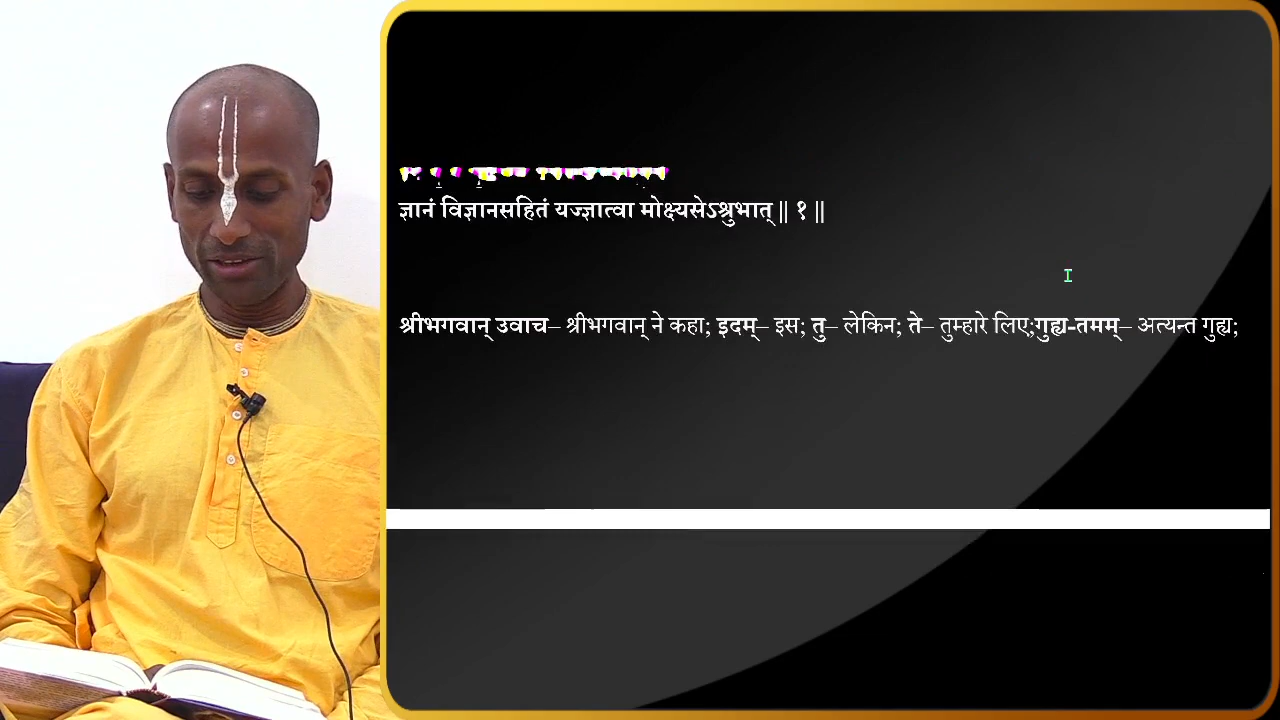 ज्ञानं विज्ञानसहितं यज्ज्ञात्वा मोक्ष्यसेऽश्रुभात् || १ ||
श्रीभगवान् उवाच– श्रीभगवान् ने कहा; इदम्– इस; तु– लेकिन; ते– तुम्हारे लिए;गुह्य-तमम्– अत्यन्त गुह्य;